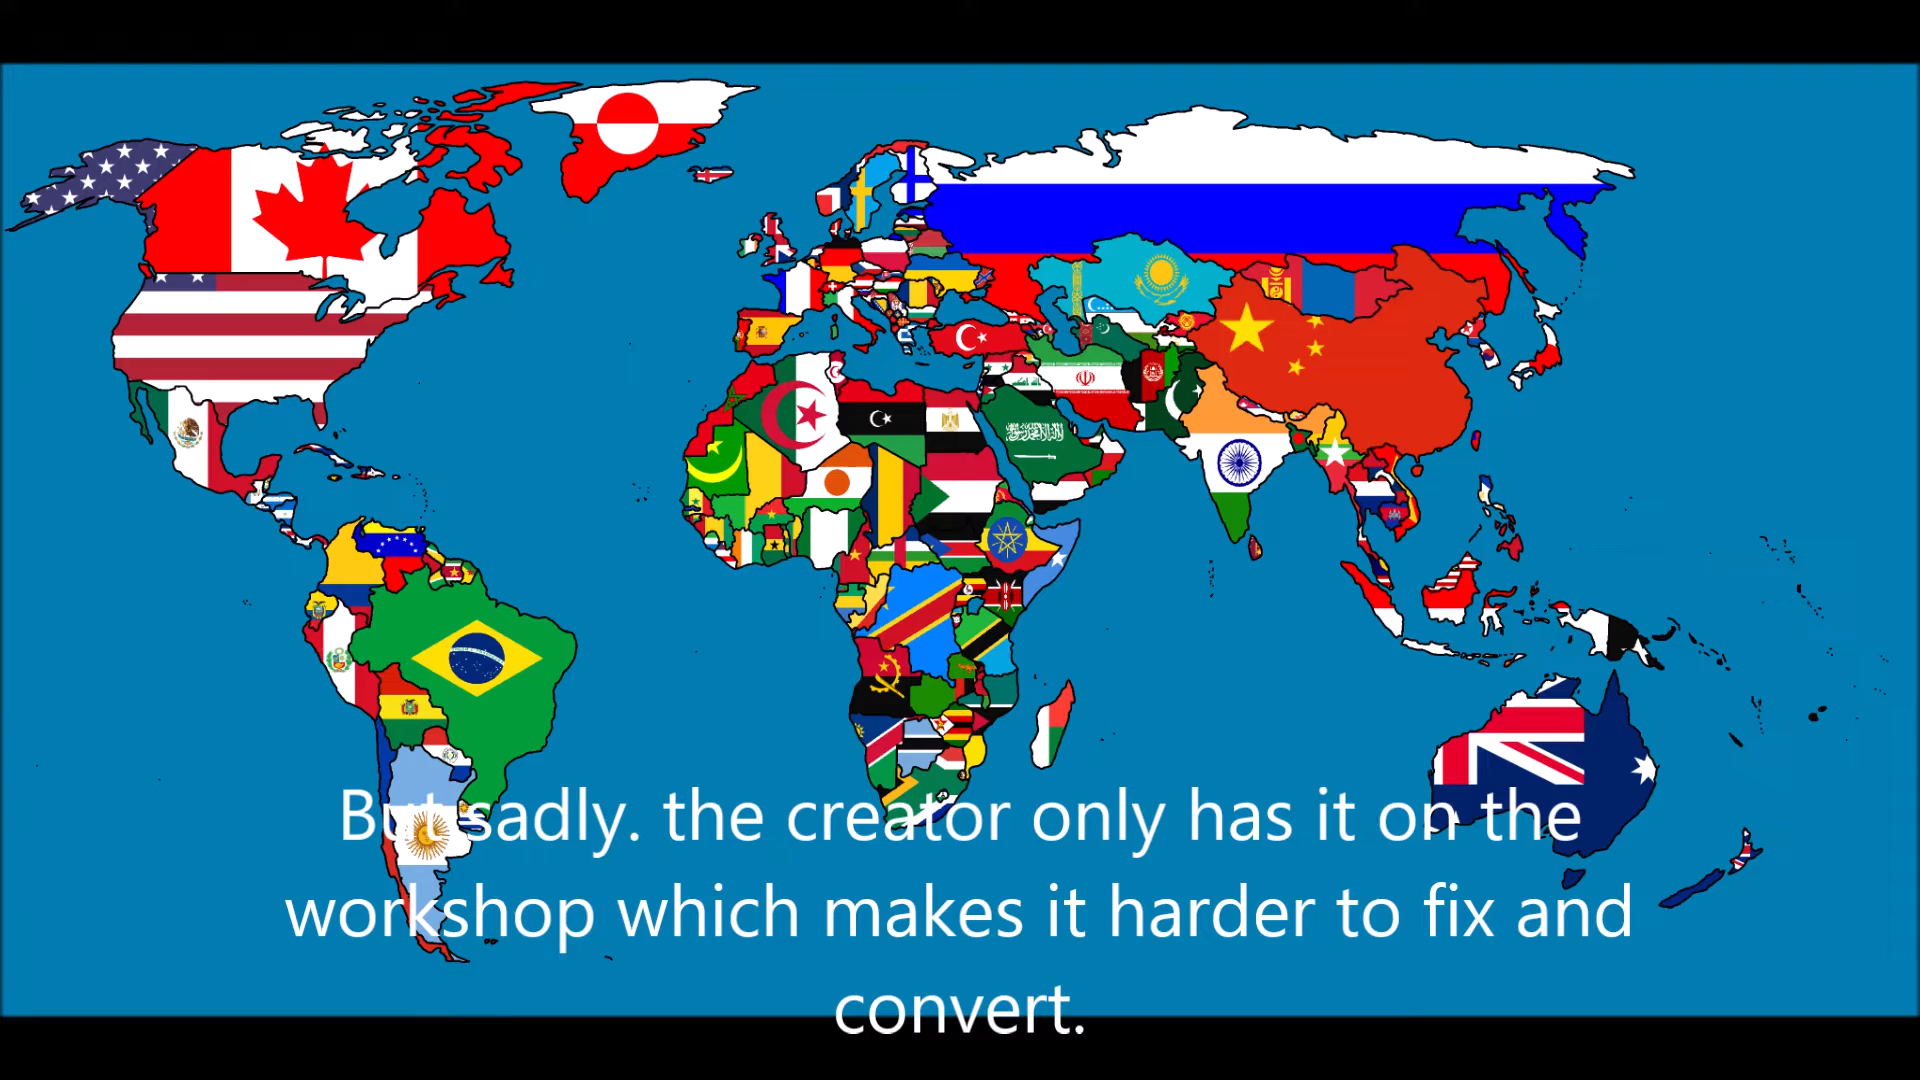 But sadly. the creator only has it on the
workshop which makes it harder to fix and
convert.